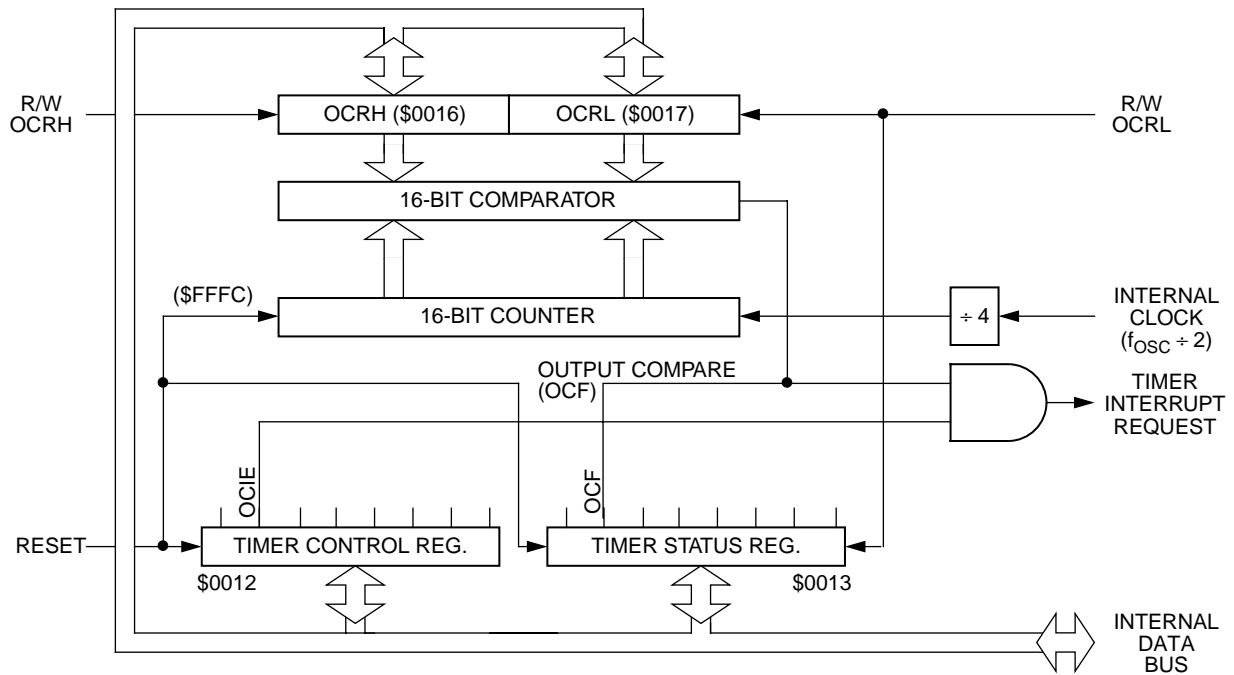 R/W
OCRH
OCRH ($0016)
OCRL ($0017)
R/W
OCRL
16-BIT COMPARATOR
($FFFC)
16-BIT COUNTER
÷ 4
INTERNAL
CLOCK
(fOSC ÷ 2)
OUTPUT COMPARE
(OCF)
TIMER
INTERRUPT
REQUEST
OCIE
OCF
RESET
TIMER CONTROL REG.
TIMER STATUS REG.
$0012
$0013
INTERNAL
DATA
BUS